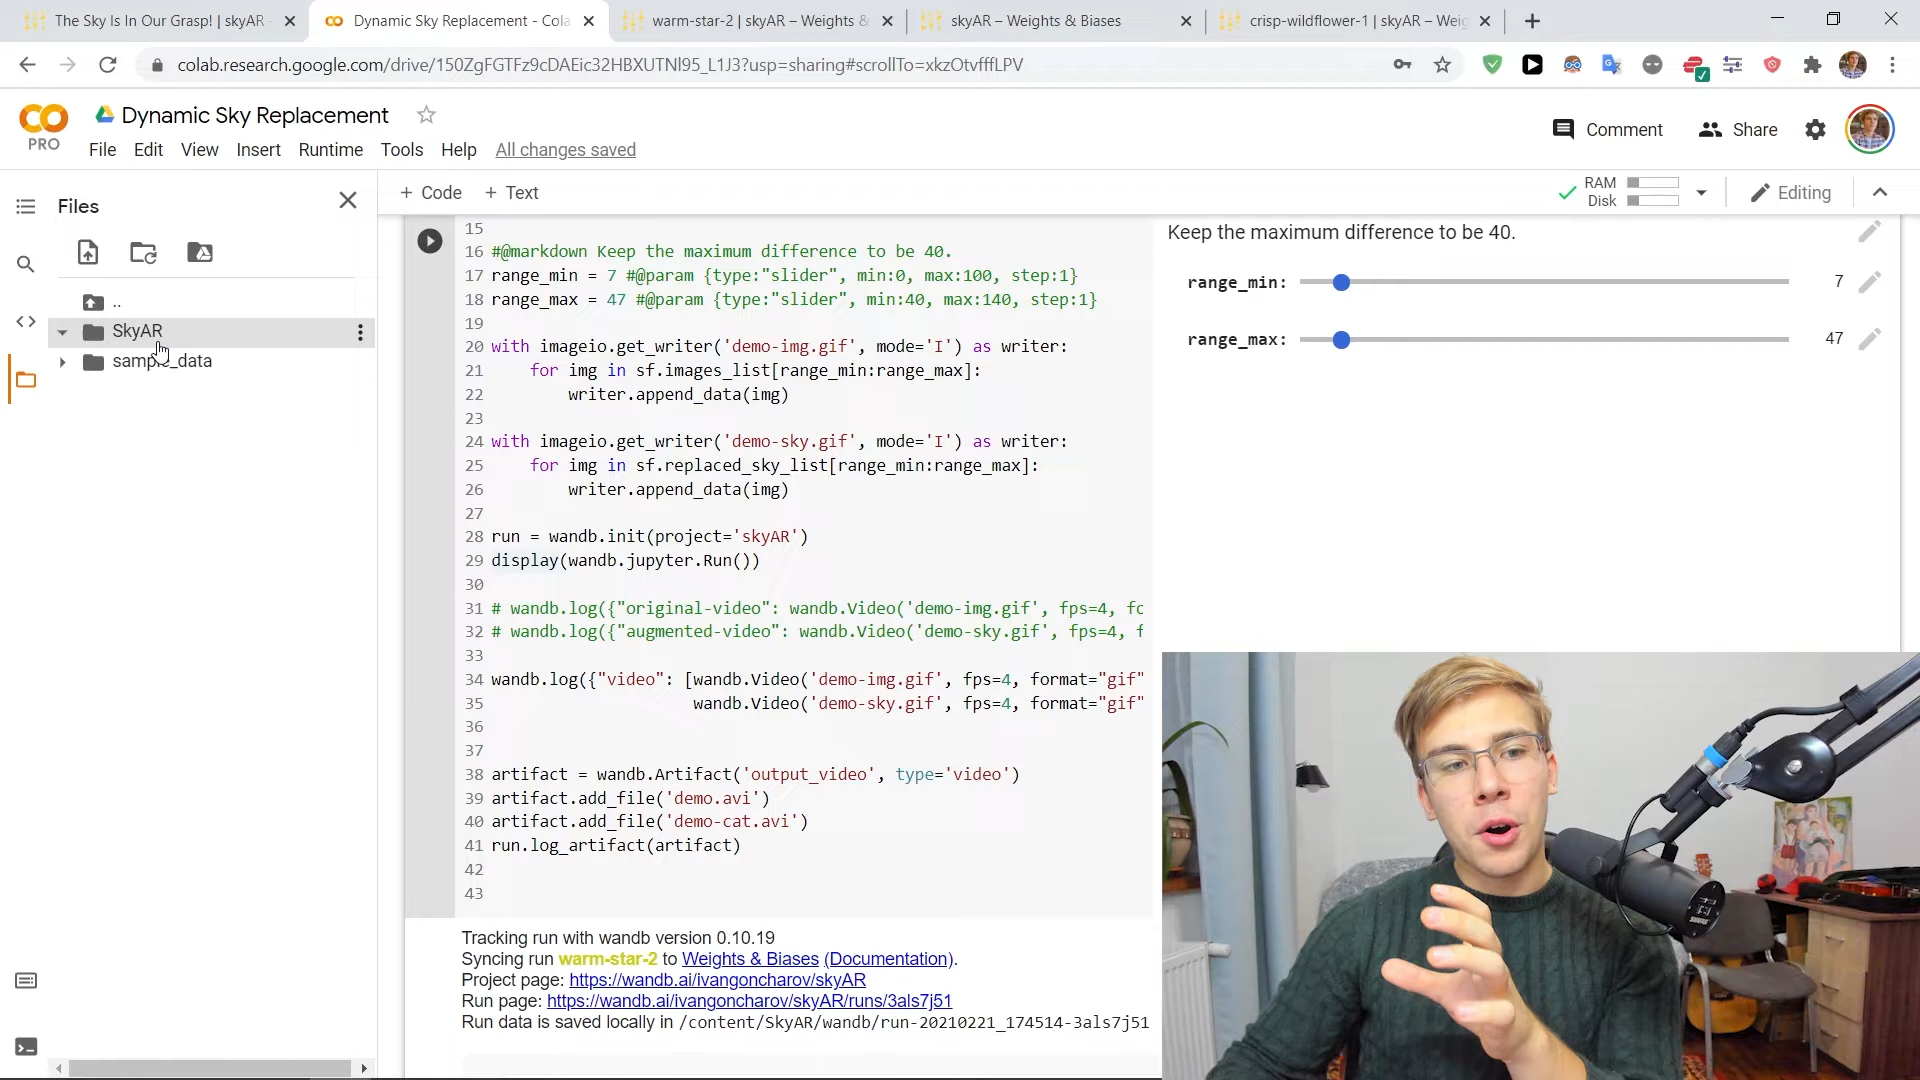 The Sky Is In Our Grasp! | skyAR
Dynamic Sky Replacement - Cola
warm-star-2 | skyAR – Weights &
skyAR – Weights & Biases
crisp-wildflower-1 | skyAR – Weig
colab.research.google.com/drive/150ZgFGTFz9cDAEic32HBXUTNl95_L1J3?usp=sharing#scrollTo=xkzOtvfffLPV
CO
PRO
Dynamic Sky Replacement
File Edit View Insert Runtime Tools Help All changes saved
Comment
Share
Files
+ Code + Text
RAM
Disk
Editing
..
SkyAR
sample_data
15
16 #@markdown Keep the maximum difference to be 40.
17 range_min = 7 #@param {type:"slider", min:0, max:100, step:1}
18 range_max = 47 #@param {type:"slider", min:40, max:140, step:1}
19
20 with imageio.get_writer('demo-img.gif', mode='I') as writer:
21 for img in sf.images_list[range_min:range_max]:
22 writer.append_data(img)
23
24 with imageio.get_writer('demo-sky.gif', mode='I') as writer:
25 for img in sf.replaced_sky_list[range_min:range_max]:
26 writer.append_data(img)
27
28 run = wandb.init(project='skyAR')
29 display(wandb.jupyter.Run())
30
31 # wandb.log({"original-video": wandb.Video('demo-img.gif', fps=4, fo
32 # wandb.log({"augmented-video": wandb.Video('demo-sky.gif', fps=4, f
33
34 wandb.log({"video": [wandb.Video('demo-img.gif', fps=4, format="gif"
35 wandb.Video('demo-sky.gif', fps=4, format="gif"
36
37
38 artifact = wandb.Artifact('output_video', type='video')
39 artifact.add_file('demo.avi')
40 artifact.add_file('demo-cat.avi')
41 run.log_artifact(artifact)
42
43
Keep the maximum difference to be 40.
range_min: 7
range_max: 47
Tracking run with wandb version 0.10.19
Syncing run warm-star-2 to Weights & Biases (Documentation).
Project page: https://wandb.ai/ivangoncharov/skyAR
Run page: https://wandb.ai/ivangoncharov/skyAR/runs/3als7j51
Run data is saved locally in /content/SkyAR/wandb/run-20210221_174514-3als7j51